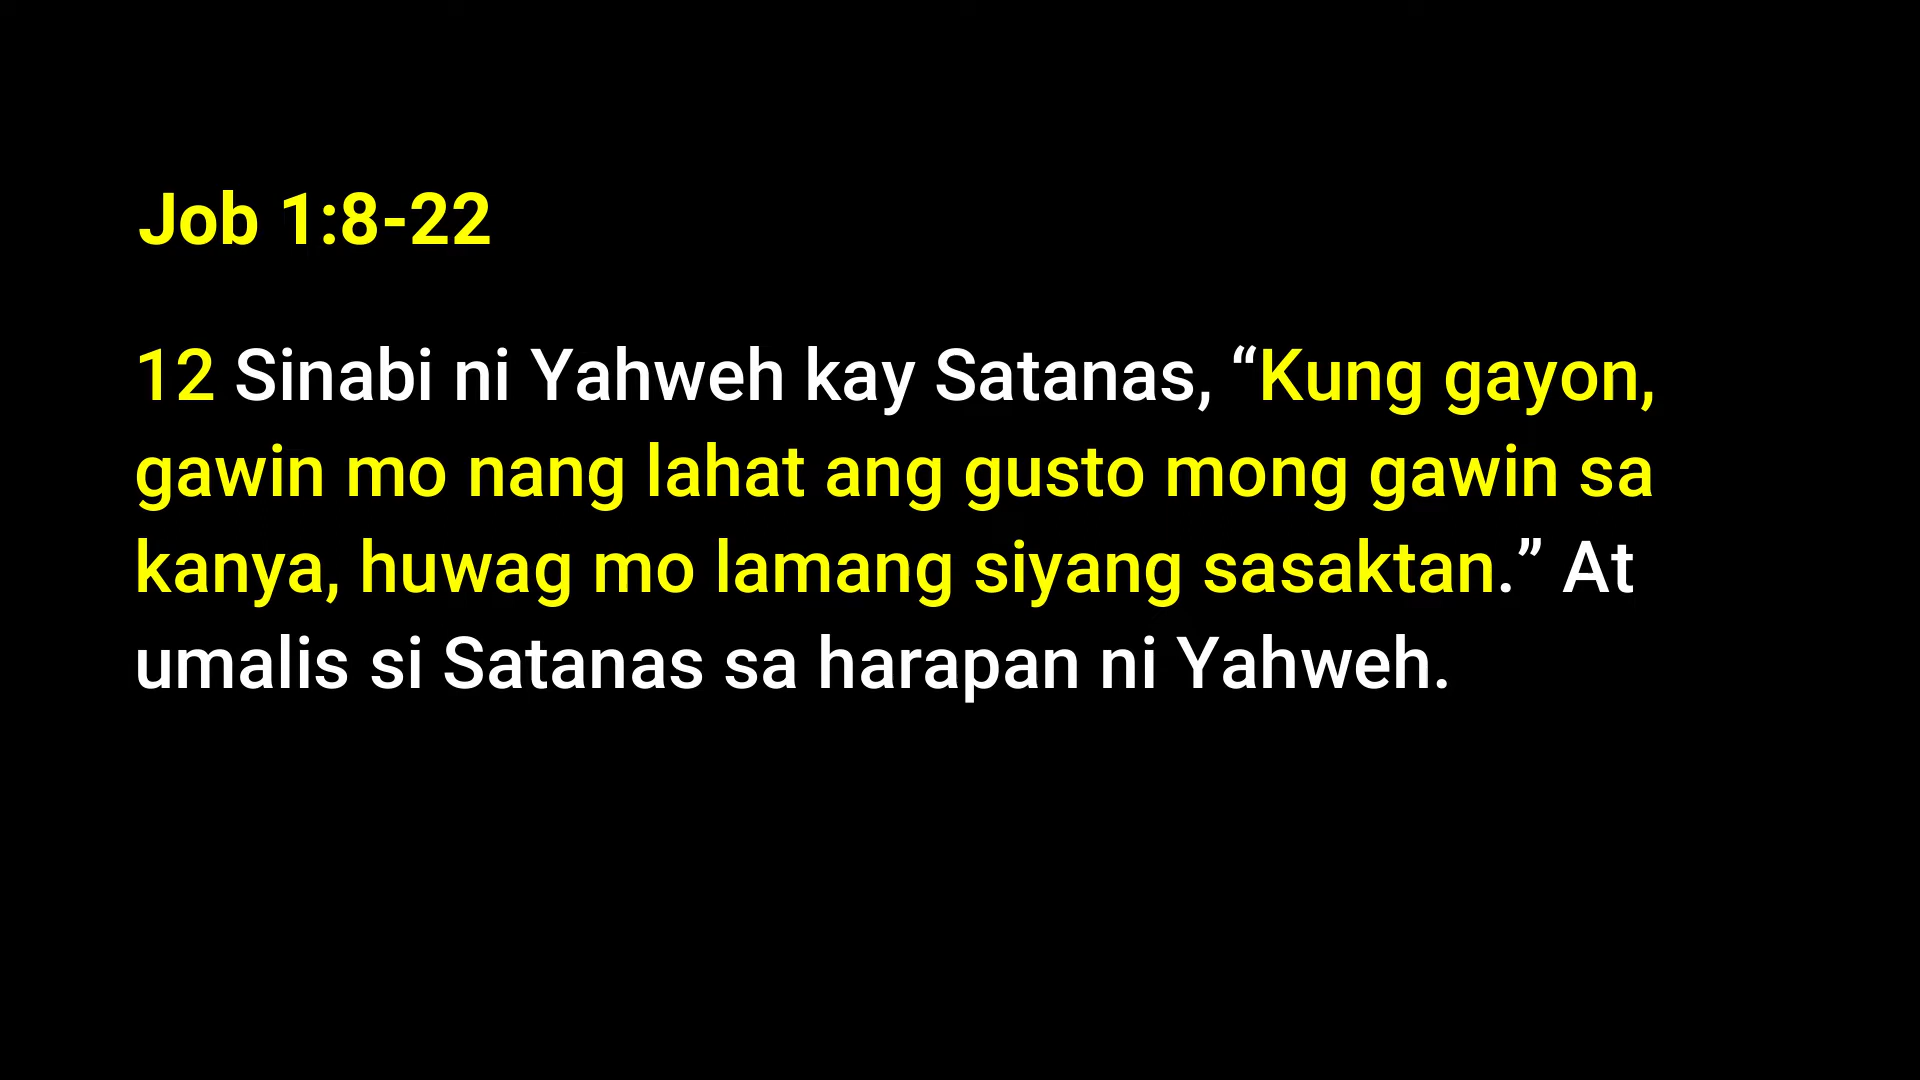 Job 1:8-22
12 Sinabi ni Yahweh kay Satanas, “Kung gayon,
gawin mo nang lahat ang gusto mong gawin sa
kanya, huwag mo lamang siyang sasaktan.” At
umalis si Satanas sa harapan ni Yahweh.